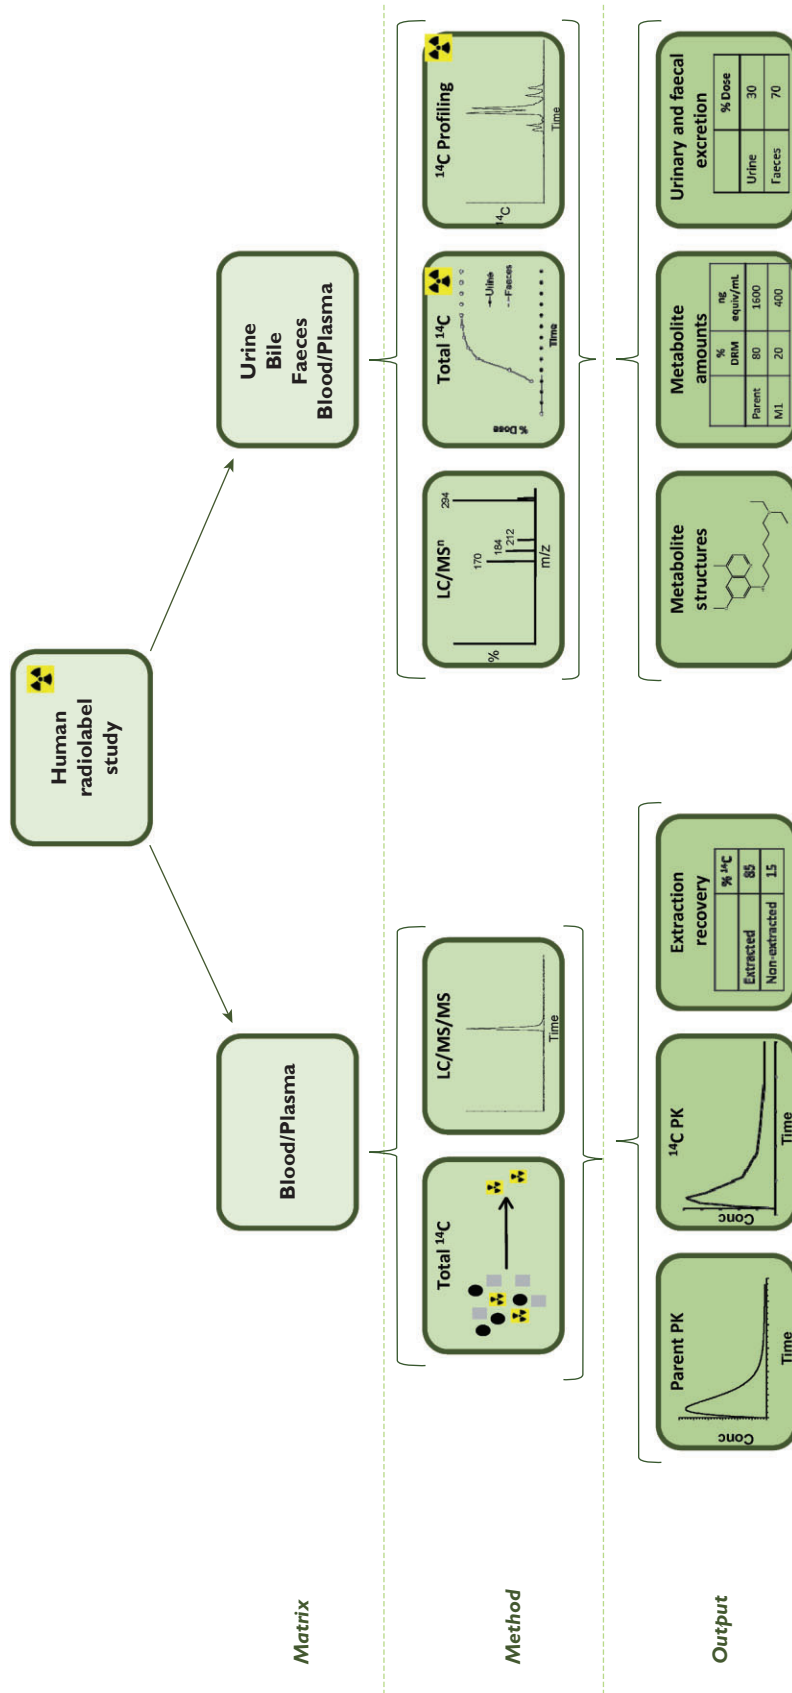 Human
radiolabel
study
Matrix
Blood/Plasma
Urine
Bile
Faeces
Blood/Plasma
Method
Total ¹⁴C
LC/MS/MS
Time
LC/MSⁿ
%
170
184
212
294
m/z
Total ¹⁴C
% Dose
Urine
Faeces
Time
¹⁴C Profiling
¹⁴C
Time
Output
Parent PK
Conc
Time
¹⁴C PK
Conc
Time
Extraction
recovery
% ¹⁴C
Extracted 85
Non-extracted 15
Metabolite
structures
Metabolite
amounts
% DRM ng equiv/mL
Parent 80 1600
M1 20 400
Urinary and faecal
excretion
% Dose
Urine 30
Faeces 70